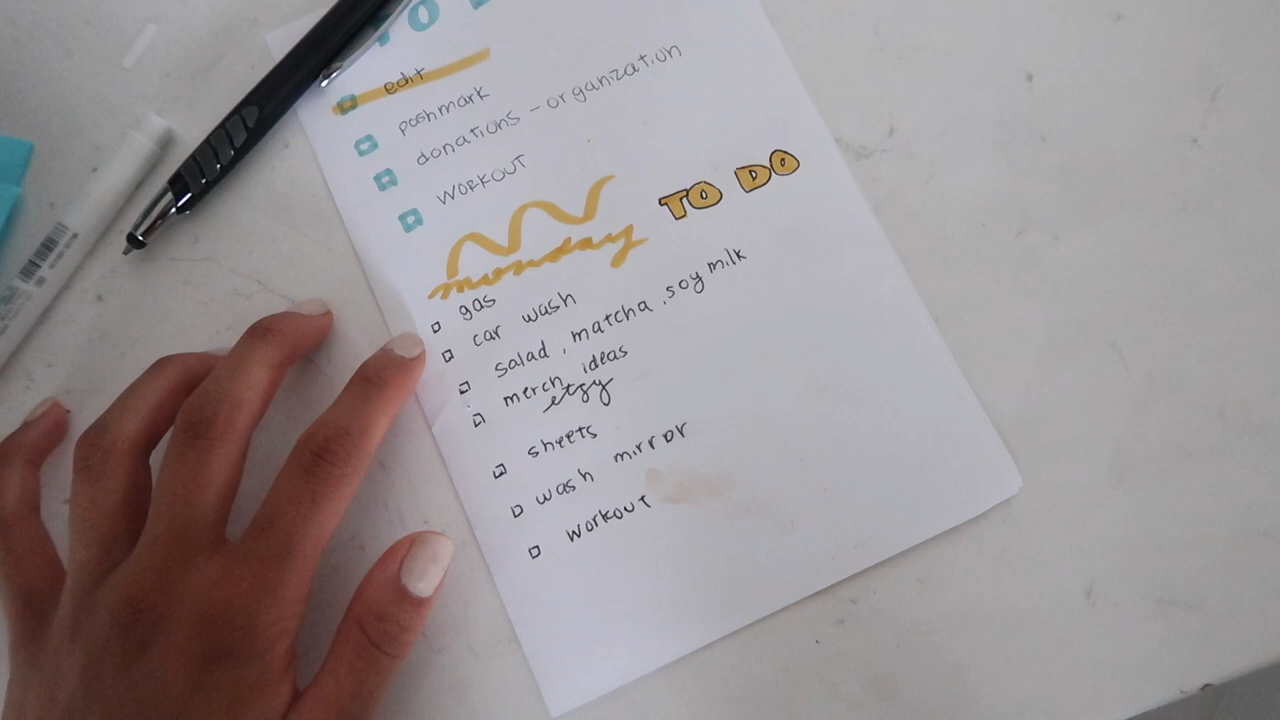 TO D
edit
poshmark
donations - organization
WORKOUT
monday TO DO
gas
car wash
salad, matcha, soy milk
merch ideas
etsy
sheets
wash mirror
workout